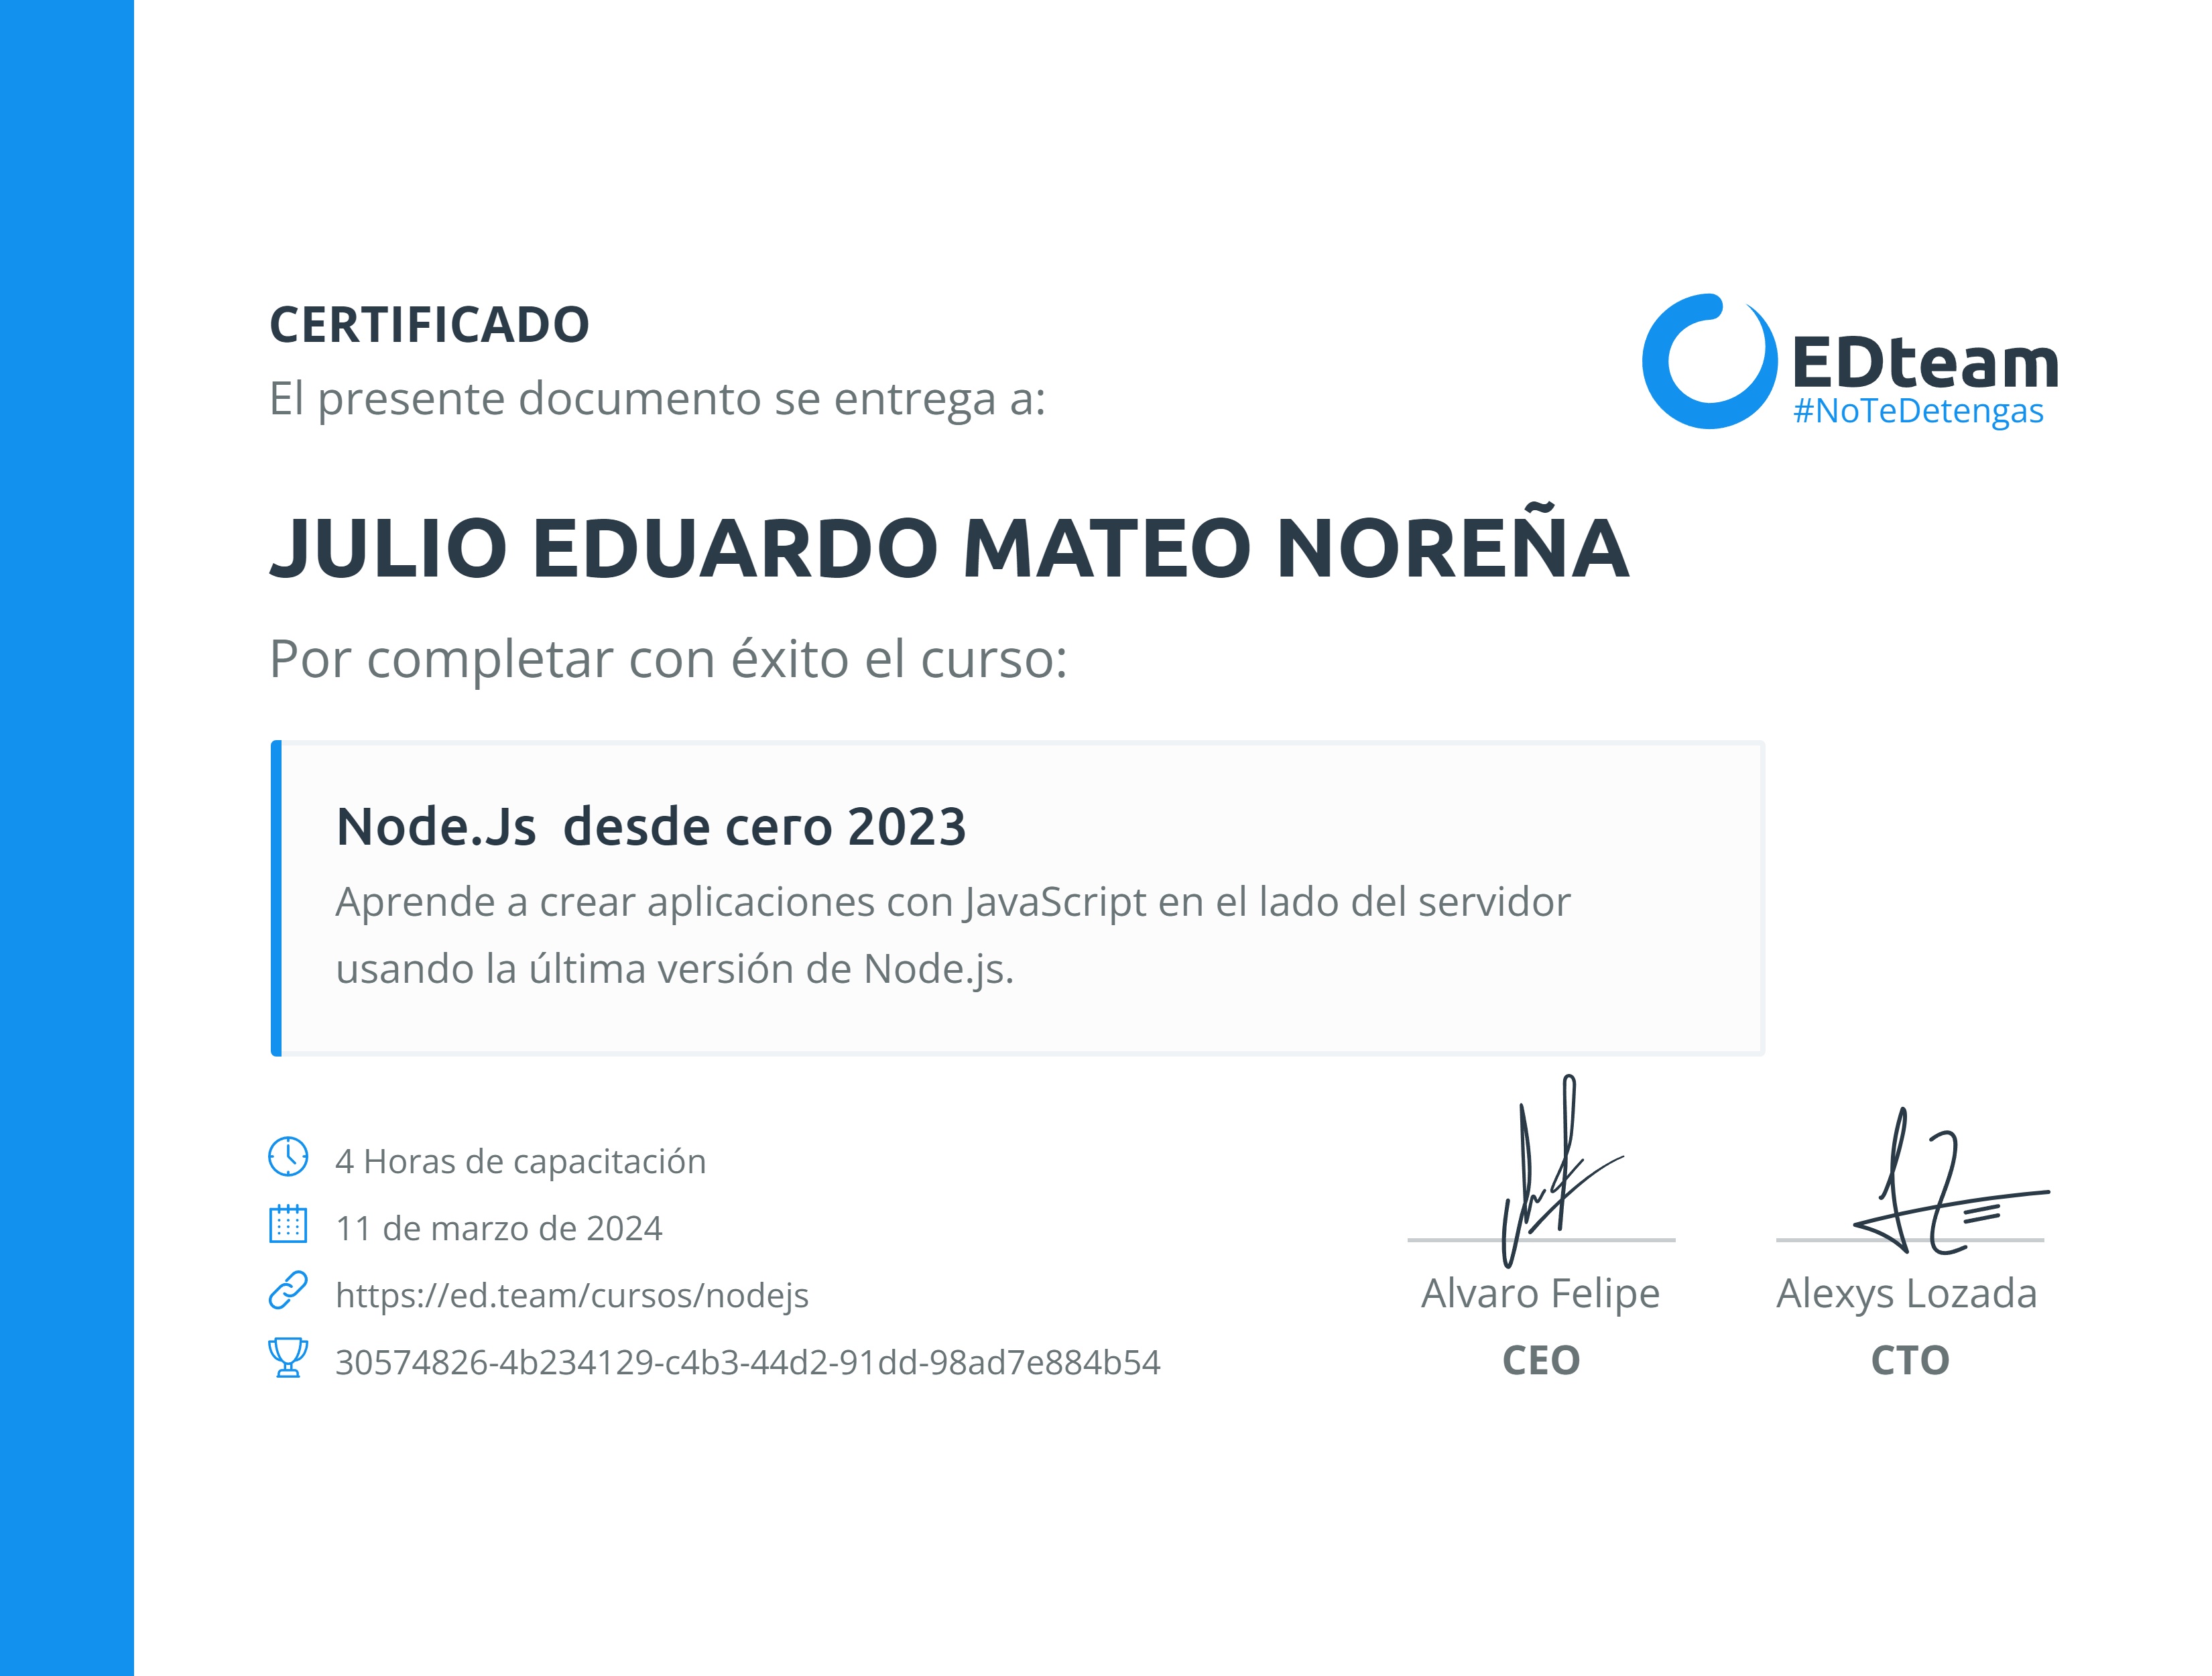 CERTIFICADO
El presente documento se entrega a:
EDteam
#NoTeDetengas
JULIO EDUARDO MATEO NOREÑA
Por completar con éxito el curso:
Node.Js  desde cero 2023
Aprende a crear aplicaciones con JavaScript en el lado del servidor
usando la última versión de Node.js.
4 Horas de capacitación
11 de marzo de 2024
https://ed.team/cursos/nodejs
30574826-4b234129-c4b3-44d2-91dd-98ad7e884b54
Alvaro Felipe
CEO
Alexys Lozada
CTO